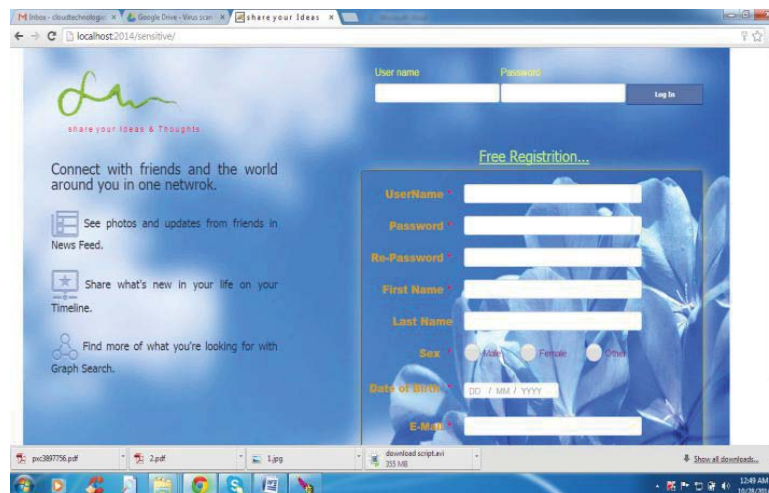 Inbox - cloudtechnologi
Google Drive - Virus scan
share your Ideas
localhost:2014/sensitive/
User name
Password
Log In
share your Ideas & Thoughts
Free Registrition...
Connect with friends and the world
around you in one netwrok.
UserName *
Password *
See photos and updates from friends in
News Feed.
Re-Password *
First Name *
Share what's new in your life on your
Timeline.
Last Name
Sex * Male Female Other
Find more of what you're looking for with
Graph Search.
Date of Birth * DD / MM / YYYY
E-Mail *
pxc3897756.pdf
2.pdf
1.jpg
download script.avi
355 MB
Show all downloads...
12:49 AM